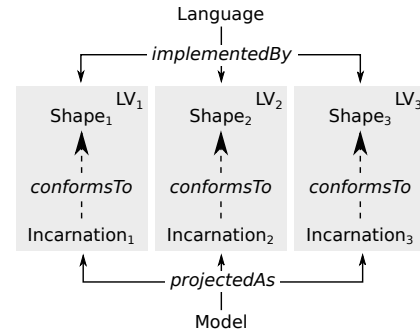 Language
implementedBy
LV₁ LV₂ LV₃
Shape₁ Shape₂ Shape₃
conformsTo conformsTo conformsTo
Incarnation₁ Incarnation₂ Incarnation₃
projectedAs
Model